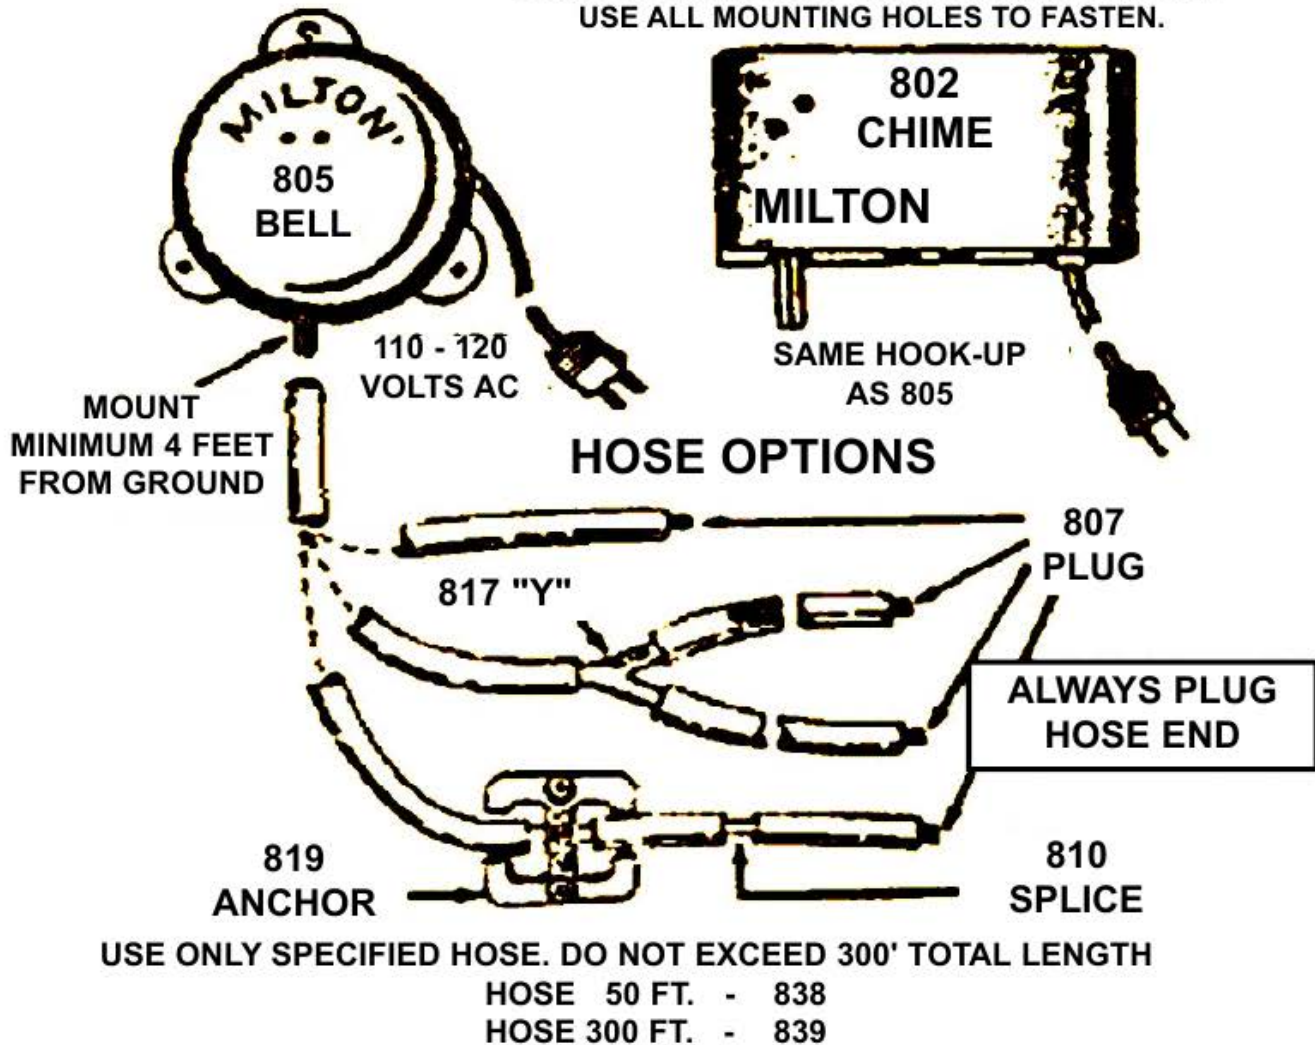 USE ALL MOUNTING HOLES TO FASTEN.
MILTON'
805
BELL
802
CHIME
MILTON
110 - 120
VOLTS AC
SAME HOOK-UP
AS 805
MOUNT
MINIMUM 4 FEET
FROM GROUND
HOSE OPTIONS
807
PLUG
817 "Y"
ALWAYS PLUG
HOSE END
819
ANCHOR
810
SPLICE
USE ONLY SPECIFIED HOSE. DO NOT EXCEED 300' TOTAL LENGTH
HOSE 50 FT. - 838
HOSE 300 FT. - 839